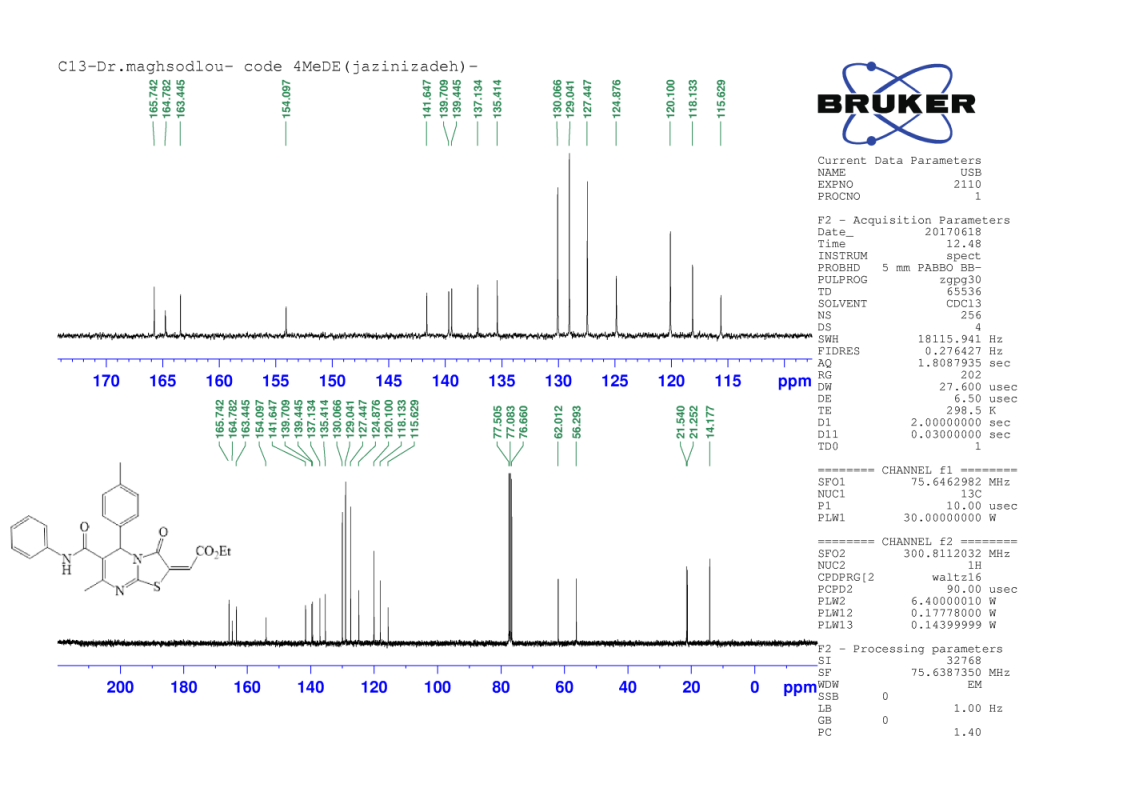 C13-Dr.maghsodlou- code 4MeDE(jazinizadeh)-
165.742
164.782
163.445
154.097
141.647
139.709
139.445
137.134
135.414
130.066
129.041
127.447
124.876
120.100
118.133
115.629
170 165 160 155 150 145 140 135 130 125 120 115 ppm
165.742
164.782
163.445
154.097
141.647
139.709
139.445
137.134
135.414
130.066
129.041
127.447
124.876
120.100
118.133
115.629
77.505
77.083
76.660
62.012
56.293
21.540
21.252
14.177
O
O
CO2Et
N
H
N
N
S
200 180 160 140 120 100 80 60 40 20 0 ppm
BRUKER
Current Data Parameters
NAME USB
EXPNO 2110
PROCNO 1
F2 - Acquisition Parameters
Date_ 20170618
Time 12.48
INSTRUM spect
PROBHD 5 mm PABBO BB-
PULPROG zgpg30
TD 65536
SOLVENT CDCl3
NS 256
DS 4
SWH 18115.941 Hz
FIDRES 0.276427 Hz
AQ 1.8087935 sec
RG 202
DW 27.600 usec
DE 6.50 usec
TE 298.5 K
D1 2.00000000 sec
D11 0.03000000 sec
TD0 1
======== CHANNEL f1 ========
SFO1 75.6462982 MHz
NUC1 13C
P1 10.00 usec
PLW1 30.00000000 W
======== CHANNEL f2 ========
SFO2 300.8112032 MHz
NUC2 1H
CPDPRG[2 waltz16
PCPD2 90.00 usec
PLW2 6.40000010 W
PLW12 0.17778000 W
PLW13 0.14399999 W
F2 - Processing parameters
SI 32768
SF 75.6387350 MHz
WDW EM
SSB 0
LB 1.00 Hz
GB 0
PC 1.40